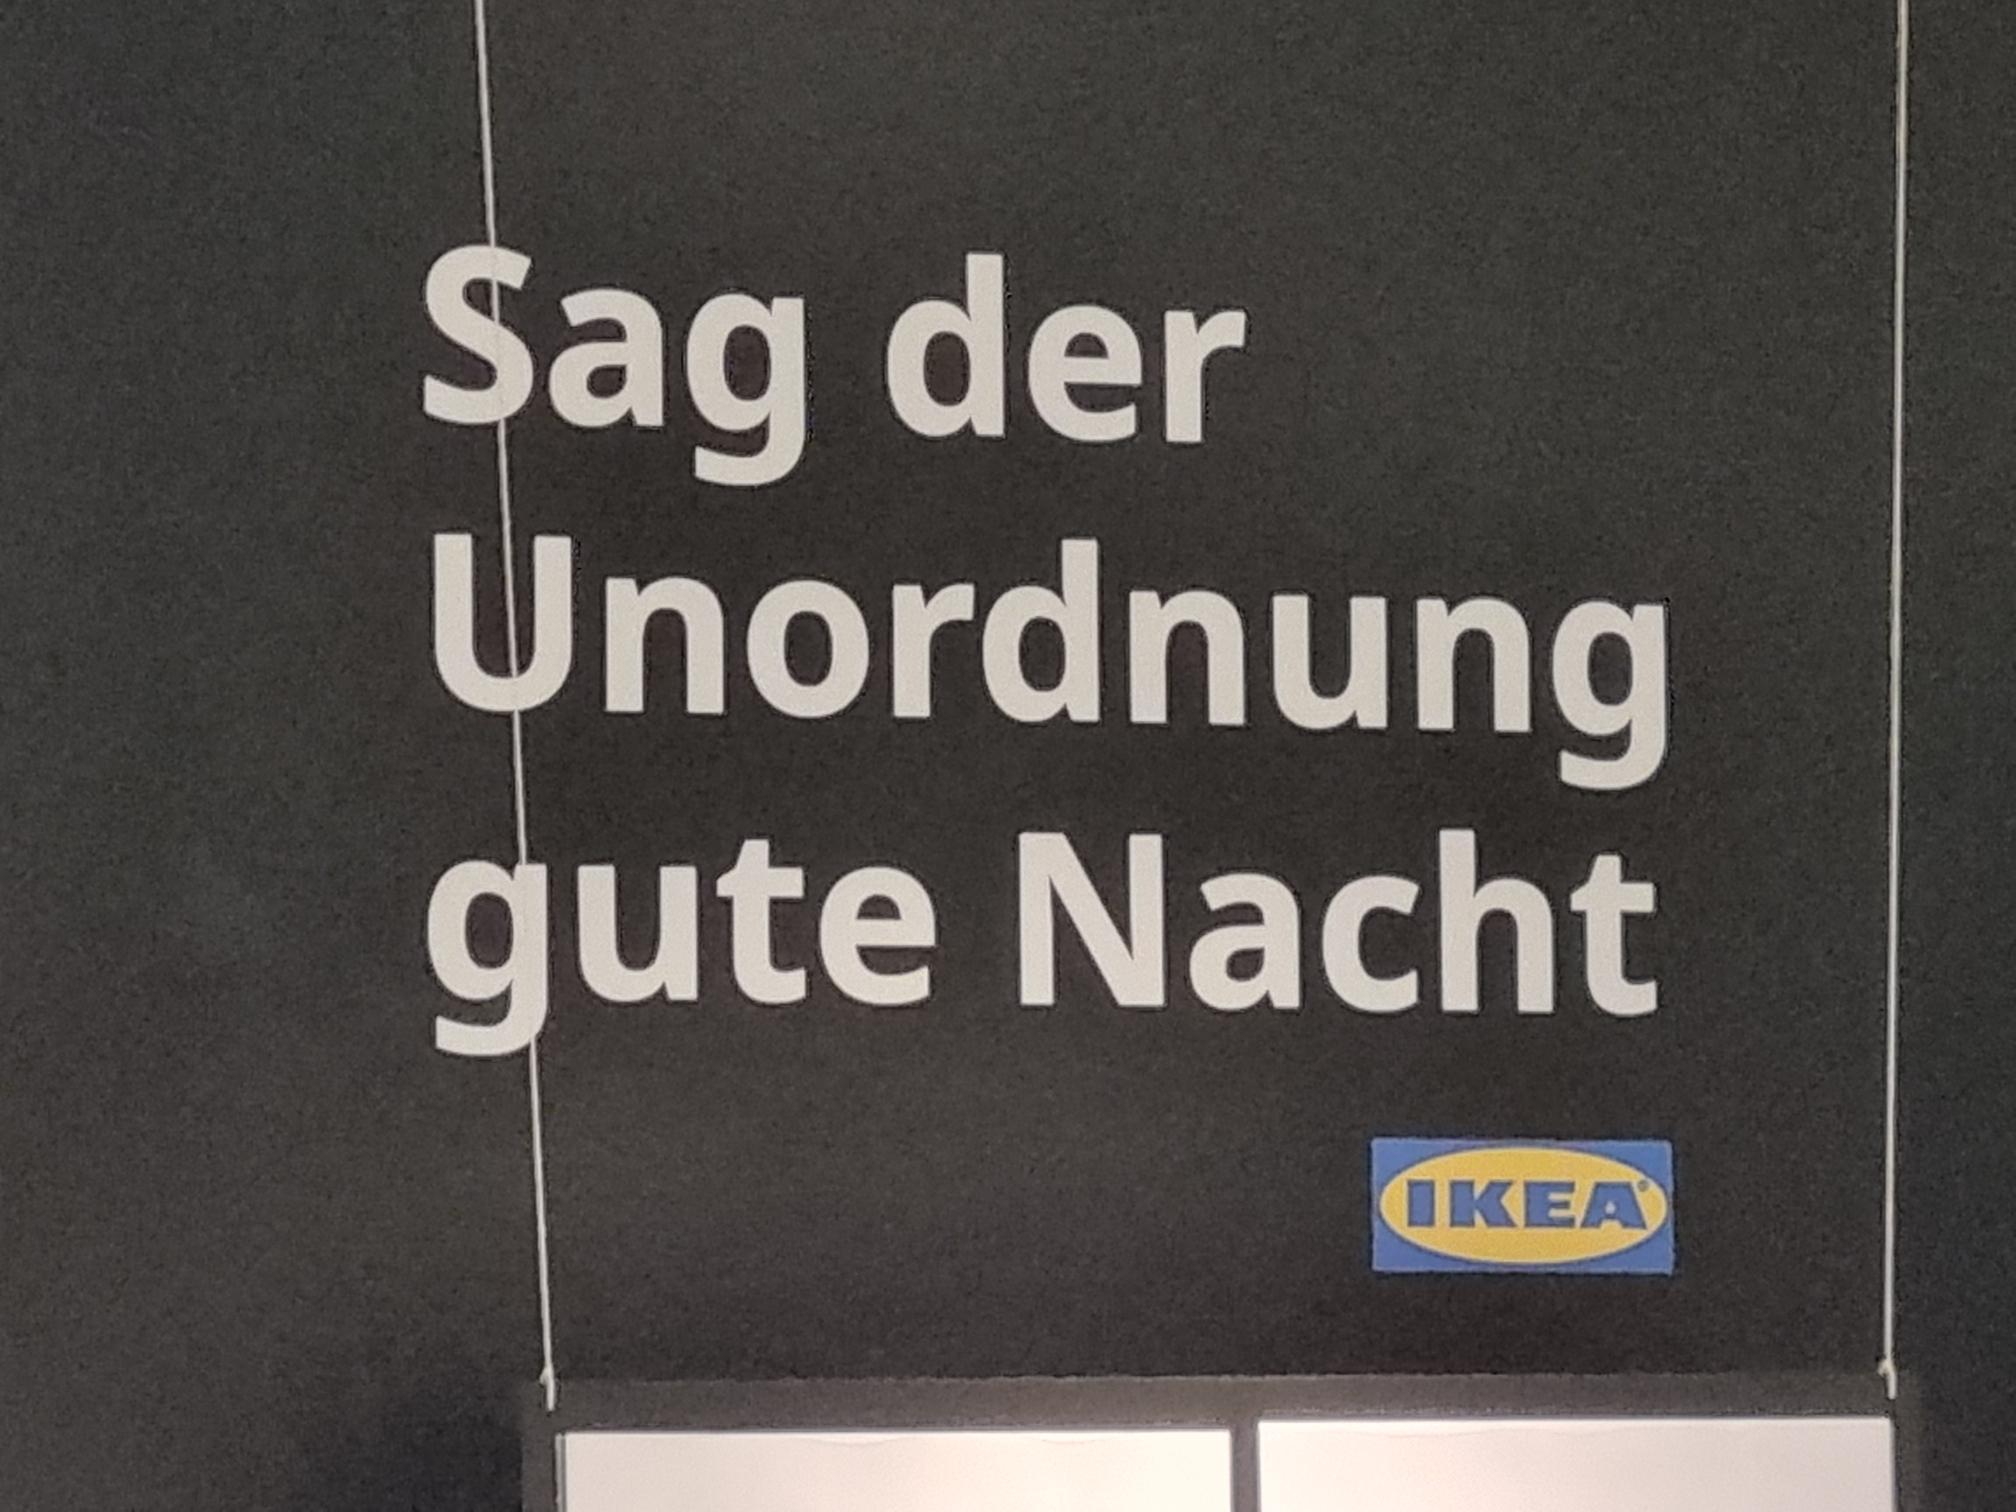 Sag der
Unordnung
gute Nacht
IKEA